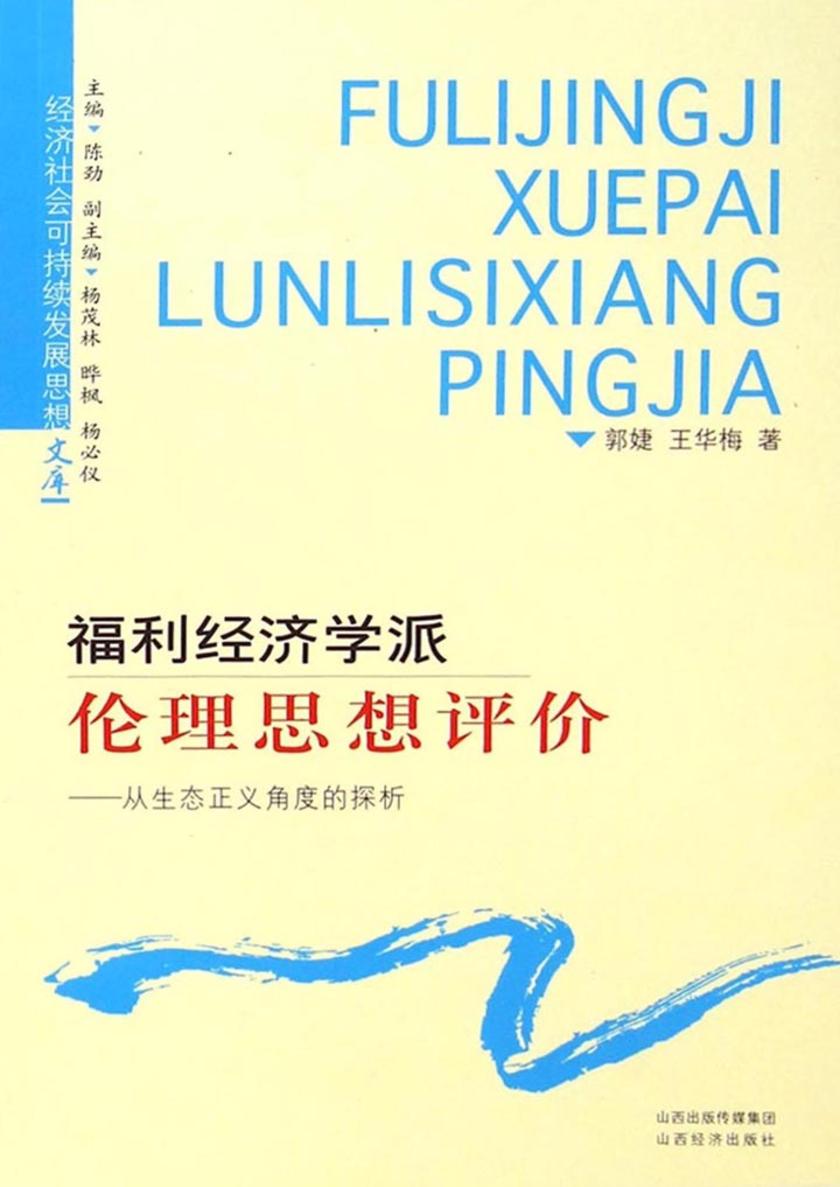 经济社会可持续发展思想文库
主编 陈劲 副主编 杨茂林 晔枫 杨必仪
FULIJINGJI
XUEPAI
LUNLISIXIANG
PINGJIA
郭婕 王华梅 著
福利经济学派
伦理思想评价
——从生态正义角度的探析
山西出版传媒集团
山西经济出版社